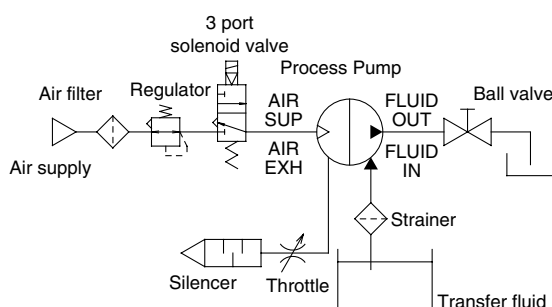 3 port
solenoid valve
Process Pump
Regulator
Air filter
AIR
SUP
FLUID
OUT
Ball valve
AIR
EXH
FLUID
IN
Air supply
Strainer
Silencer
Throttle
Transfer fluid